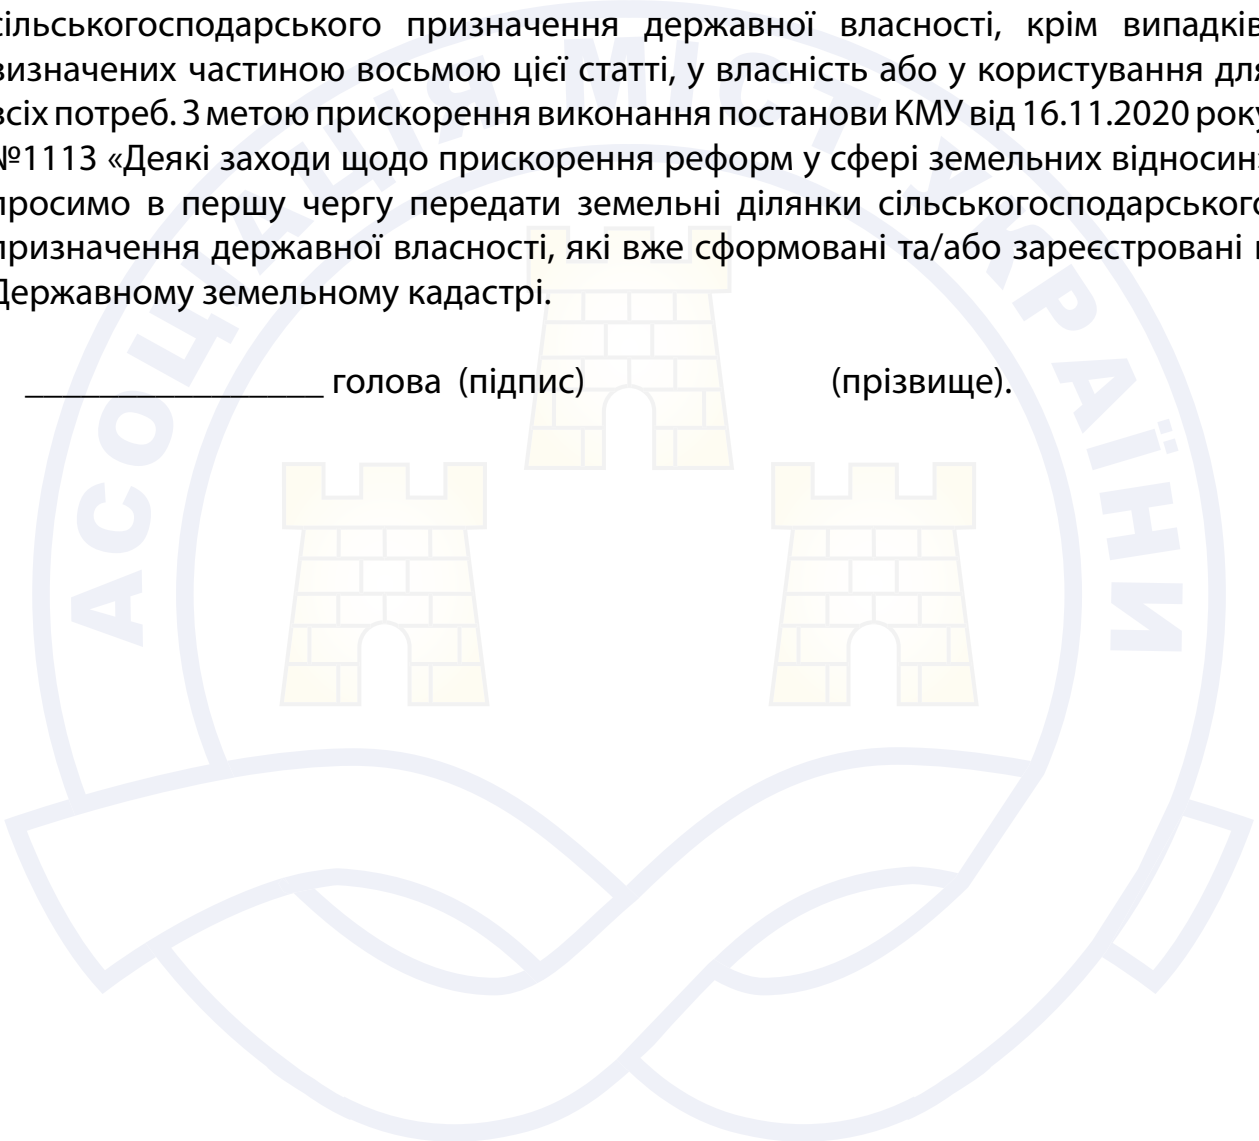 сільськогосподарського призначення державної власності, крім випадків,
визначених частиною восьмою цієї статті, у власність або у користування для
всіх потреб. З метою прискорення виконання постанови КМУ від 16.11.2020 року
№1113 «Деякі заходи щодо прискорення реформ у сфері земельних відносин»
просимо в першу чергу передати земельні ділянки сільськогосподарського
призначення державної власності, які вже сформовані та/або зареєстровані в
Державному земельному кадастрі.
________________ голова (підпис) (прізвище).
АСОЦІАЦІЯ МІСТ УКРАЇНИ